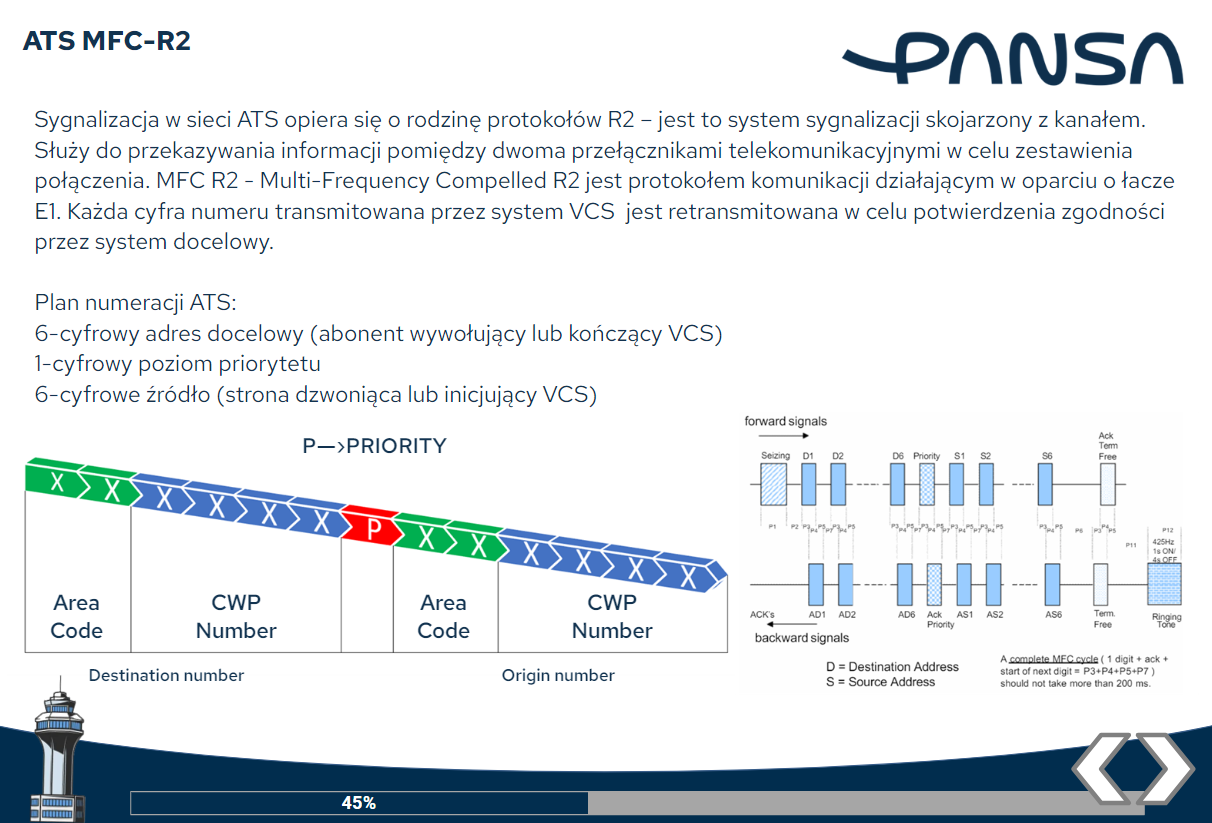 ATS MFC-R2
PANSA
Sygnalizacja w sieci ATS opiera się o rodzinę protokołów R2 – jest to system sygnalizacji skojarzony z kanałem.
Służy do przekazywania informacji pomiędzy dwoma przełącznikami telekomunikacyjnymi w celu zestawienia
połączenia. MFC R2 - Multi-Frequency Compelled R2 jest protokołem komunikacji działającym w oparciu o łacze
E1. Każda cyfra numeru transmitowana przez system VCS  jest retransmitowana w celu potwierdzenia zgodności
przez system docelowy.
Plan numeracji ATS:
6-cyfrowy adres docelowy (abonent wywołujący lub kończący VCS)
1-cyfrowy poziom priorytetu
6-cyfrowe źródło (strona dzwoniąca lub inicjujący VCS)
P—>PRIORITY
X X X X X X P X X X X X X
Area Code
CWP Number
Area Code
CWP Number
Destination number
Origin number
forward signals
Seizing D1 D2 D6 Priority S1 S2 S6 Ack Term Free
P1 P2 P3 P4 P5 P7 P3 P4 P5 P3 P4 P5 P7 P3 P4 P5 P7 P3 P4 P5 P7 P3 P4 P5 P3 P4 P5 P8 P3 P4 P5 P11 P12
425Hz
1s ON/
4s OFF
ACK's AD1 AD2 AD6 Ack Priority AS1 AS2 AS6 Term. Free Ringing Tone
backward signals
D = Destination Address
S = Source Address
A complete MFC cycle ( 1 digit + ack +
start of next digit = P3+P4+P5+P7 )
should not take more than 200 ms.
45%